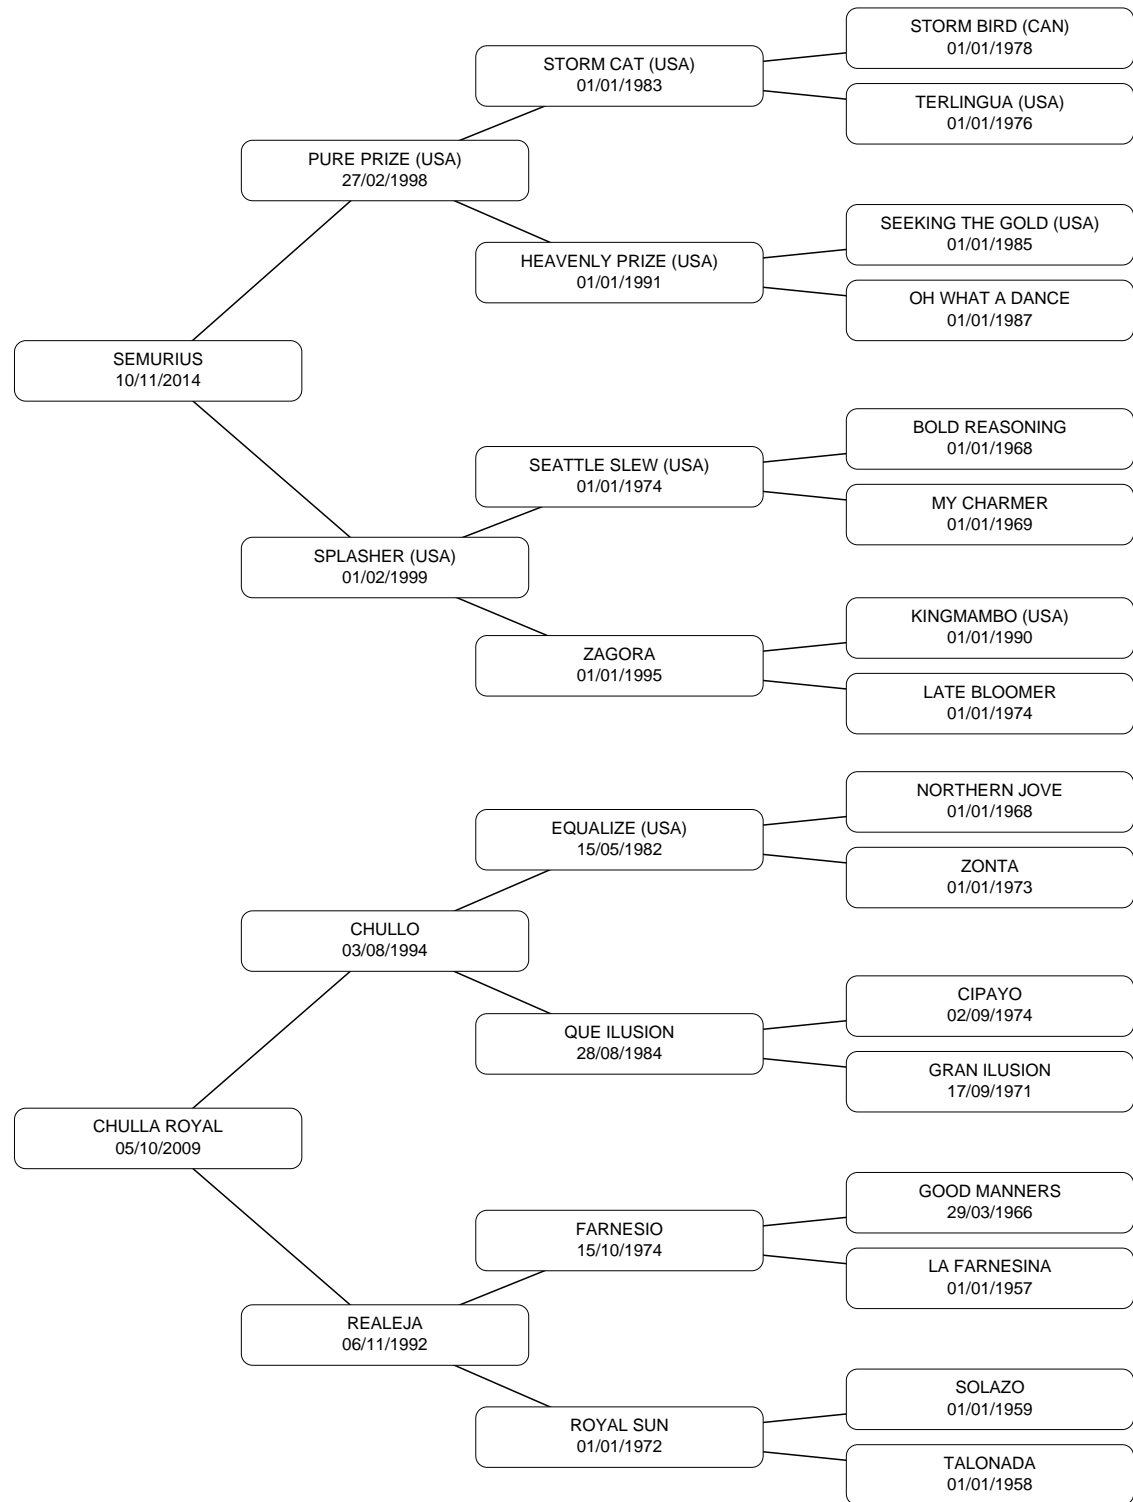 STORM BIRD (CAN)
01/01/1978
STORM CAT (USA)
01/01/1983
TERLINGUA (USA)
01/01/1976
PURE PRIZE (USA)
27/02/1998
SEEKING THE GOLD (USA)
01/01/1985
HEAVENLY PRIZE (USA)
01/01/1991
OH WHAT A DANCE
01/01/1987
SEMURIUS
10/11/2014
BOLD REASONING
01/01/1968
SEATTLE SLEW (USA)
01/01/1974
MY CHARMER
01/01/1969
SPLASHER (USA)
01/02/1999
KINGMAMBO (USA)
01/01/1990
ZAGORA
01/01/1995
LATE BLOOMER
01/01/1974
NORTHERN JOVE
01/01/1968
EQUALIZE (USA)
15/05/1982
ZONTA
01/01/1973
CHULLO
03/08/1994
CIPAYO
02/09/1974
QUE ILUSION
28/08/1984
GRAN ILUSION
17/09/1971
CHULLA ROYAL
05/10/2009
GOOD MANNERS
29/03/1966
FARNESIO
15/10/1974
LA FARNESINA
01/01/1957
REALEJA
06/11/1992
SOLAZO
01/01/1959
ROYAL SUN
01/01/1972
TALONADA
01/01/1958